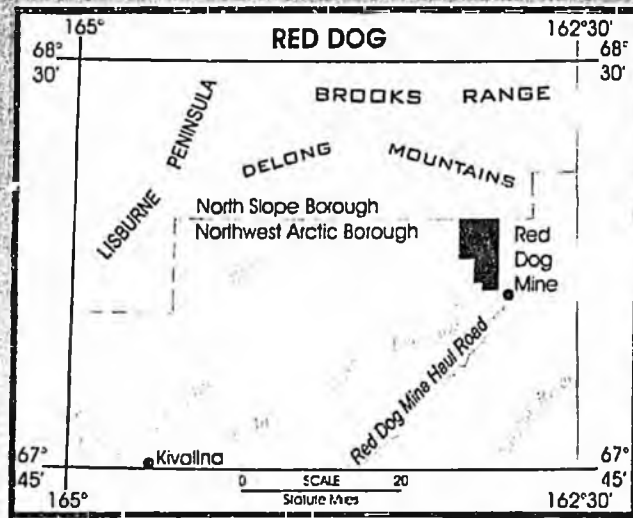 165° 162°30'
RED DOG
68° 30' 68° 30'
BROOKS RANGE
LISBURNE PENINSULA
DELONG MOUNTAINS
North Slope Borough
Northwest Arctic Borough
Red
Dog
Mine
Red Dog Mine Haul Road
Kivalina
67° 45' 67° 45'
0 SCALE 20
Statute Miles
165° 162°30'